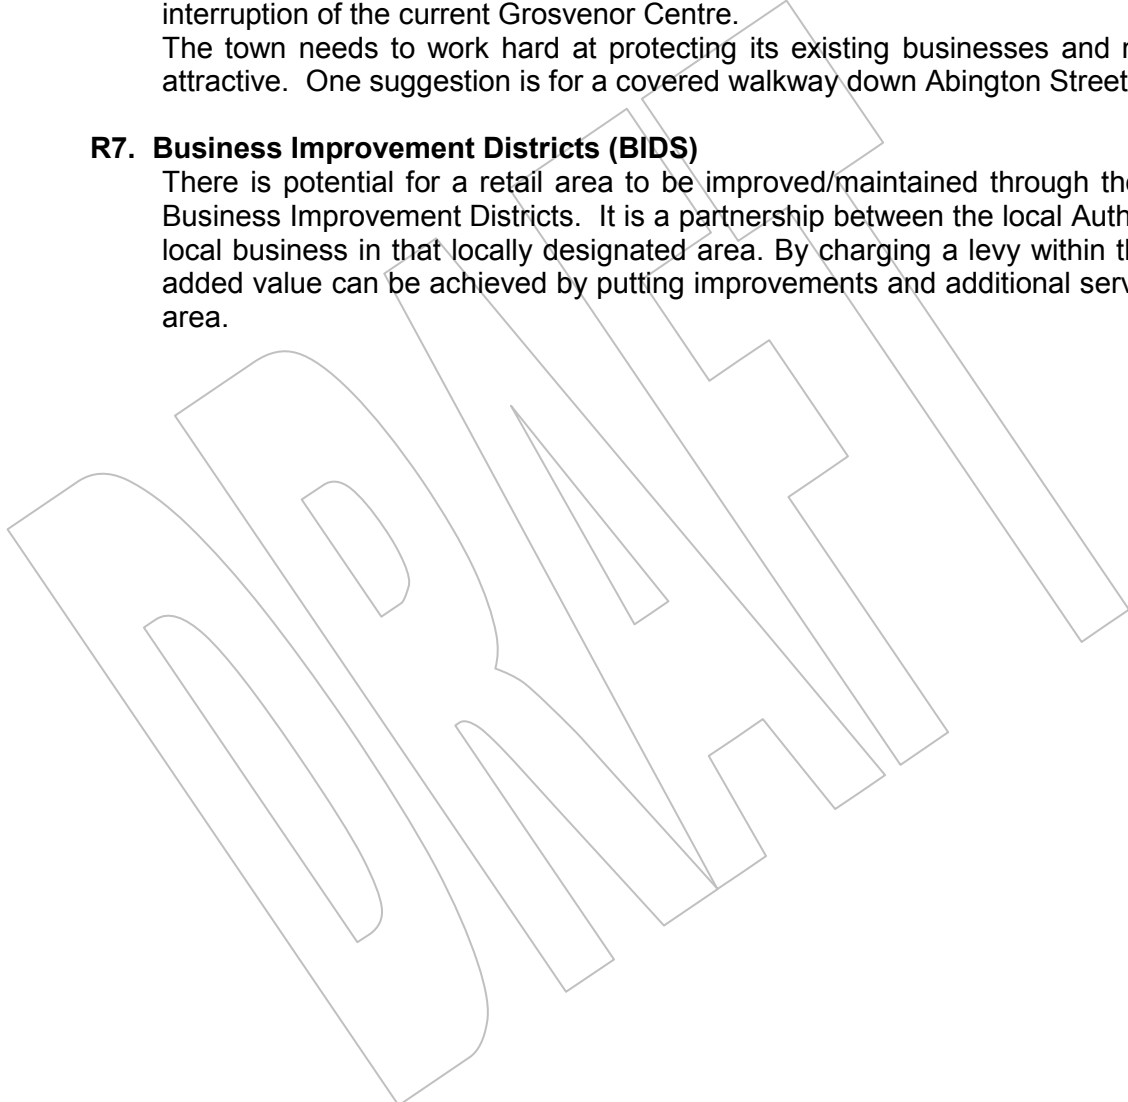 interruption of the current Grosvenor Centre.
The town needs to work hard at protecting its existing businesses and
attractive. One suggestion is for a covered walkway down Abington Street
R7. Business Improvement Districts (BIDS)
There is potential for a retail area to be improved/maintained through the
Business Improvement Districts. It is a partnership between the local Auth
local business in that locally designated area. By charging a levy within th
added value can be achieved by putting improvements and additional serv
area.
DRAFT